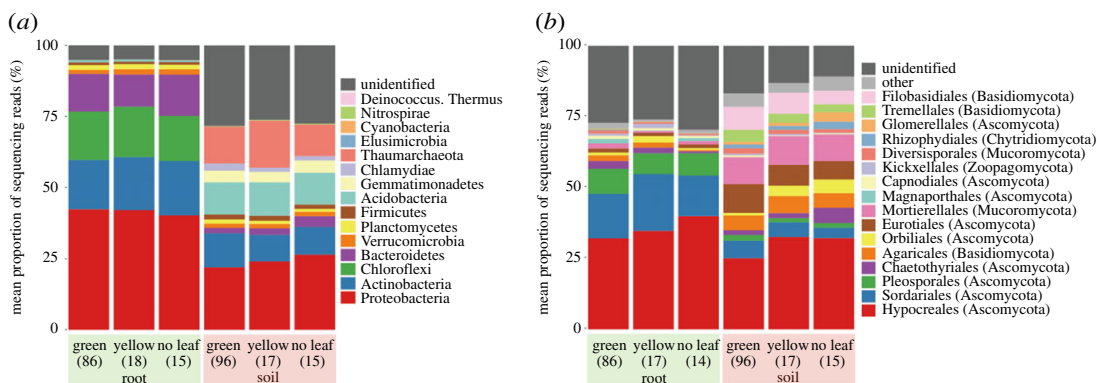 (a)
mean proportion of sequencing reads (%)
100
75
50
25
0
unidentified
Deinococcus. Thermus
Nitrospirae
Cyanobacteria
Elusimicrobia
Thaumarchaeota
Chlamydiae
Gemmatimonadetes
Acidobacteria
Firmicutes
Planctomycetes
Verrucomicrobia
Bacteroidetes
Chloroflexi
Actinobacteria
Proteobacteria
green yellow no leaf green yellow no leaf
(86) (18) (15) (96) (17) (15)
root soil
(b)
mean proportion of sequencing reads (%)
100
75
50
25
0
unidentified
other
Filobasidiales (Basidiomycota)
Tremellales (Basidiomycota)
Glomerellales (Ascomycota)
Rhizophydiales (Chytridiomycota)
Diversisporales (Mucoromycota)
Kickxellales (Zoopagomycota)
Capnodiales (Ascomycota)
Magnaporthales (Ascomycota)
Mortierellales (Mucoromycota)
Eurotiales (Ascomycota)
Orbiliales (Ascomycota)
Agaricales (Basidiomycota)
Chaetothyriales (Ascomycota)
Pleosporales (Ascomycota)
Sordariales (Ascomycota)
Hypocreales (Ascomycota)
green yellow no leaf green yellow no leaf
(86) (17) (14) (96) (17) (15)
root soil